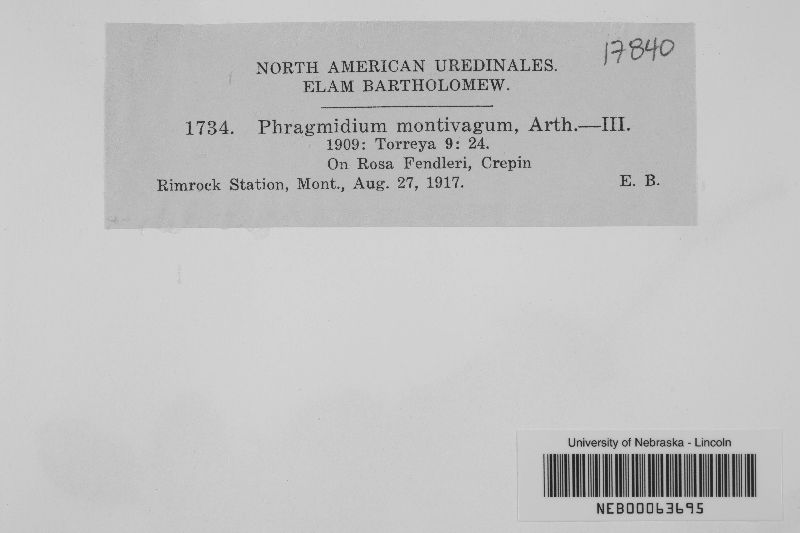 17840
NORTH AMERICAN UREDINALES.
ELAM BARTHOLOMEW.
1734. Phragmidium montivagum, Arth.—III.
1909: Torreya 9: 24.
On Rosa Fendleri, Crepin
Rimrock Station, Mont., Aug. 27, 1917. E. B.
University of Nebraska - Lincoln
NEB00063695